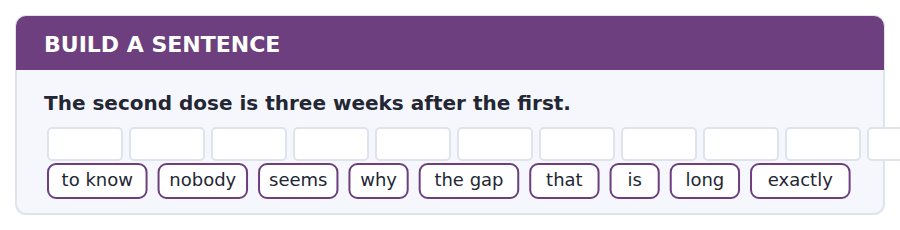 BUILD A SENTENCE
The second dose is three weeks after the first.
to know nobody seems why the gap that is long exactly